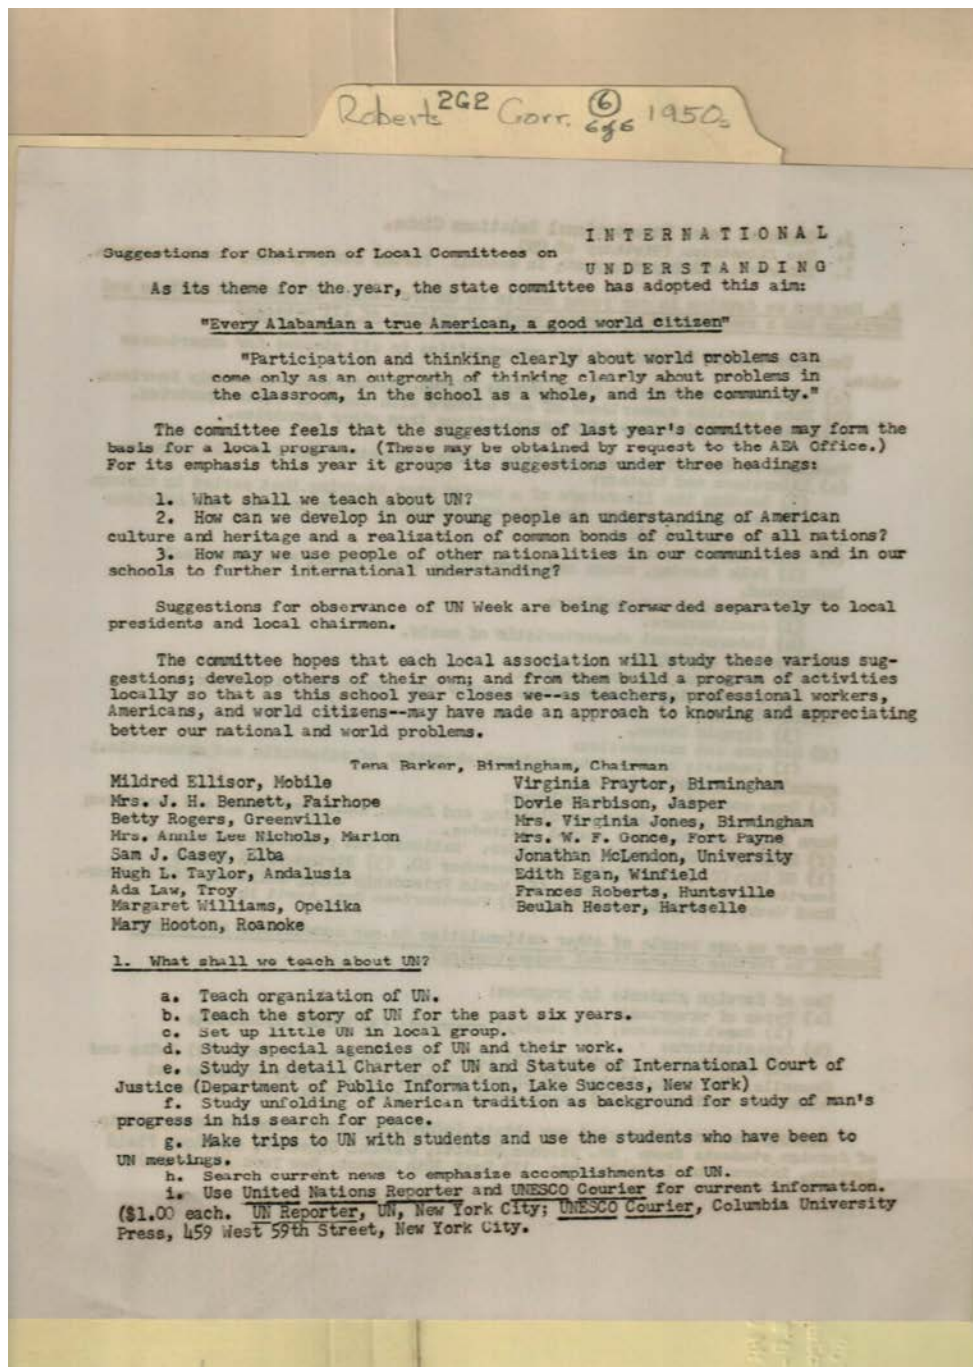 Roberts 2G2 Corr. 6 6 of 6 1950s
INTERNATIONAL
Suggestions for Chairmen of Local Committees on
UNDERSTANDING
As its theme for the year, the state committee has adopted this aim:
"Every Alabamian a true American, a good world citizen"
"Participation and thinking clearly about world problems can
come only as an outgrowth of thinking clearly about problems in
the classroom, in the school as a whole, and in the community."
The committee feels that the suggestions of last year's committee may form the
basis for a local program. (These may be obtained by request to the AEA Office.)
For its emphasis this year it groups its suggestions under three headings:
1. What shall we teach about UN?
2. How can we develop in our young people an understanding of American
culture and heritage and a realization of common bonds of culture of all nations?
3. How may we use people of other nationalities in our communities and in our
schools to further international understanding?
Suggestions for observance of UN Week are being forwarded separately to local
presidents and local chairmen.
The committee hopes that each local association will study these various sug-
gestions; develop others of their own; and from them build a program of activities
locally so that as this school year closes we--as teachers, professional workers,
Americans, and world citizens--may have made an approach to knowing and appreciating
better our national and world problems.
Tena Barker, Birmingham, Chairman
Mildred Ellisor, Mobile Virginia Praytor, Birmingham
Mrs. J. H. Bennett, Fairhope Dovie Harbison, Jasper
Betty Rogers, Greenville Mrs. Virginia Jones, Birmingham
Mrs. Annie Lee Nichols, Marion Mrs. W. F. Gonce, Fort Payne
Sam J. Casey, Elba Jonathan McLendon, University
Hugh L. Taylor, Andalusia Edith Egan, Winfield
Ada Law, Troy Frances Roberts, Huntsville
Margaret Williams, Opelika Beulah Hester, Hartselle
Mary Hooton, Roanoke
1. What shall we teach about UN?
a. Teach organization of UN.
b. Teach the story of UN for the past six years.
c. Set up little UN in local group.
d. Study special agencies of UN and their work.
e. Study in detail Charter of UN and Statute of International Court of
Justice (Department of Public Information, Lake Success, New York)
f. Study unfolding of American tradition as background for study of man's
progress in his search for peace.
g. Make trips to UN with students and use the students who have been to
UN meetings.
h. Search current news to emphasize accomplishments of UN.
i. Use United Nations Reporter and UNESCO Courier for current information.
($1.00 each. UN Reporter, UN, New York City; UNESCO Courier, Columbia University
Press, 459 West 59th Street, New York City.